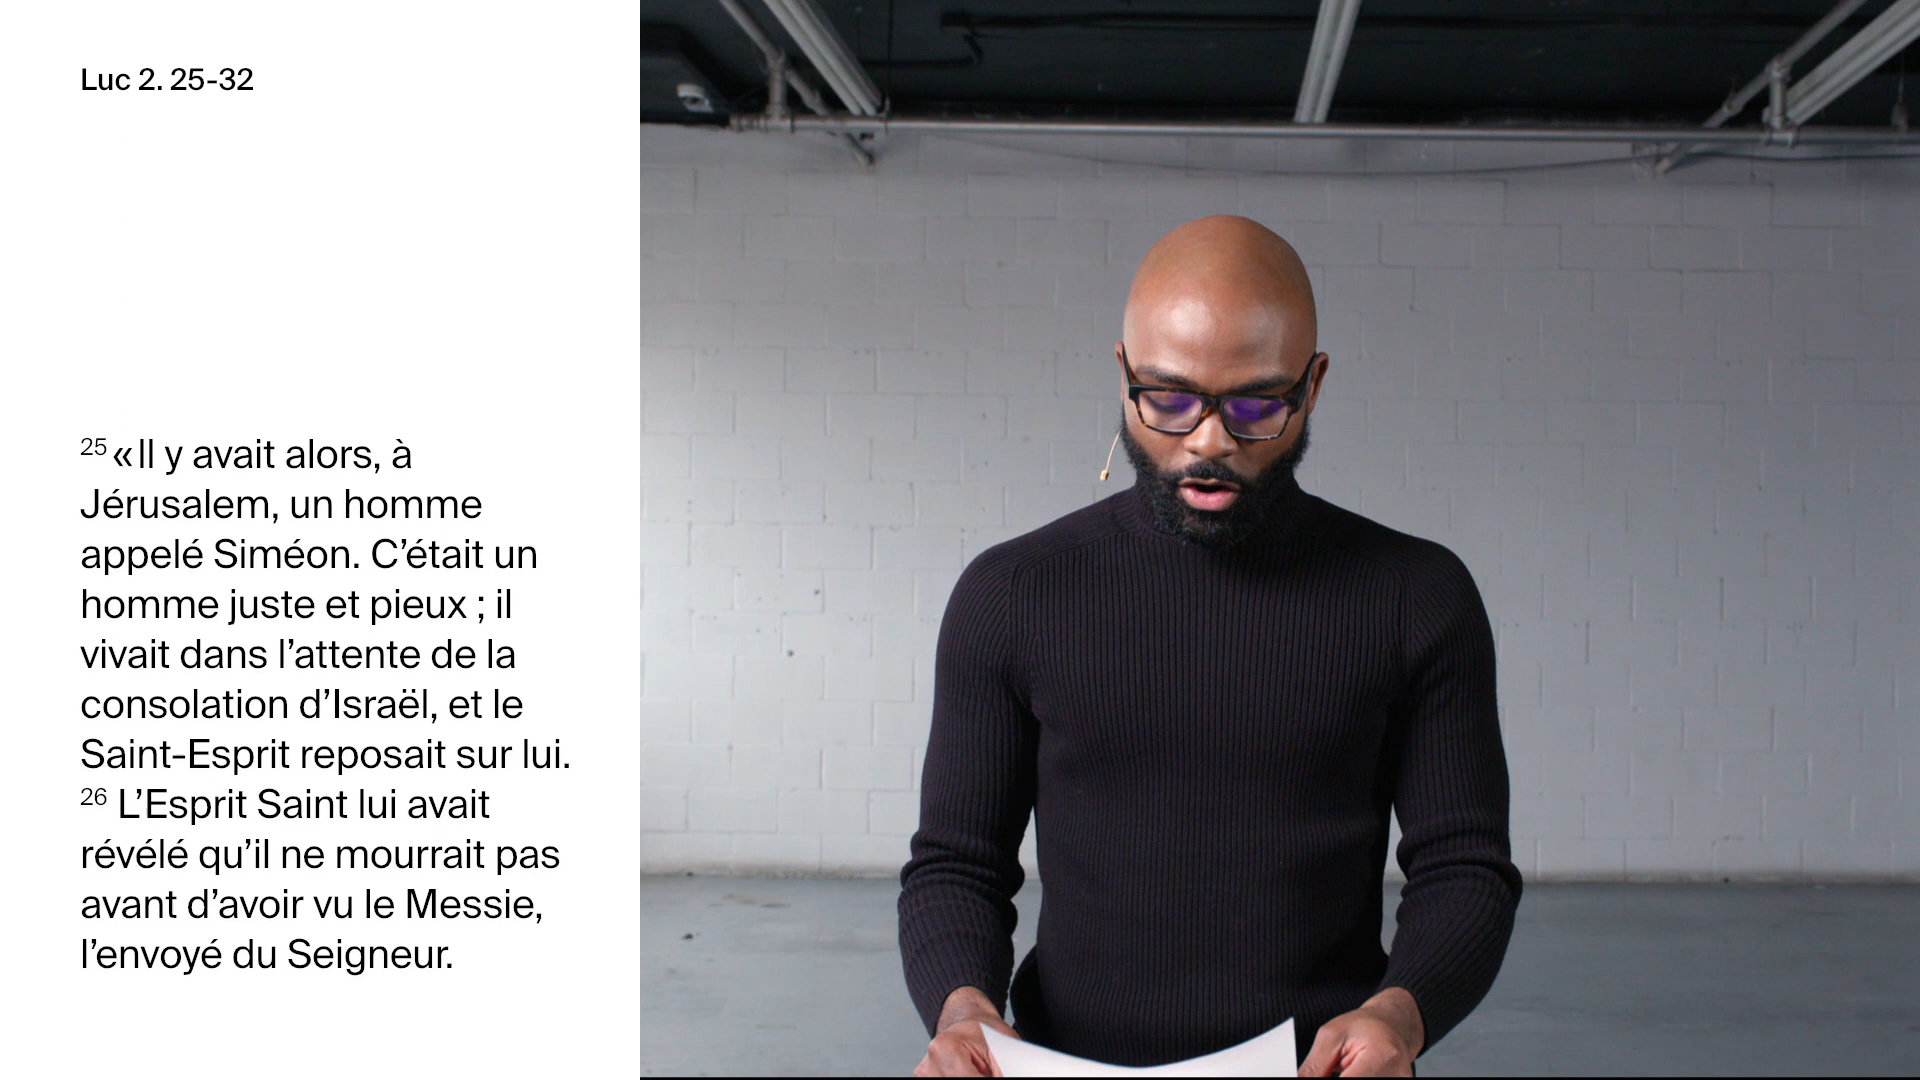 Luc 2. 25-32
25 « Il y avait alors, à
Jérusalem, un homme
appelé Siméon. C’était un
homme juste et pieux ; il
vivait dans l’attente de la
consolation d’Israël, et le
Saint-Esprit reposait sur lui.
26 L’Esprit Saint lui avait
révélé qu’il ne mourrait pas
avant d’avoir vu le Messie,
l’envoyé du Seigneur.